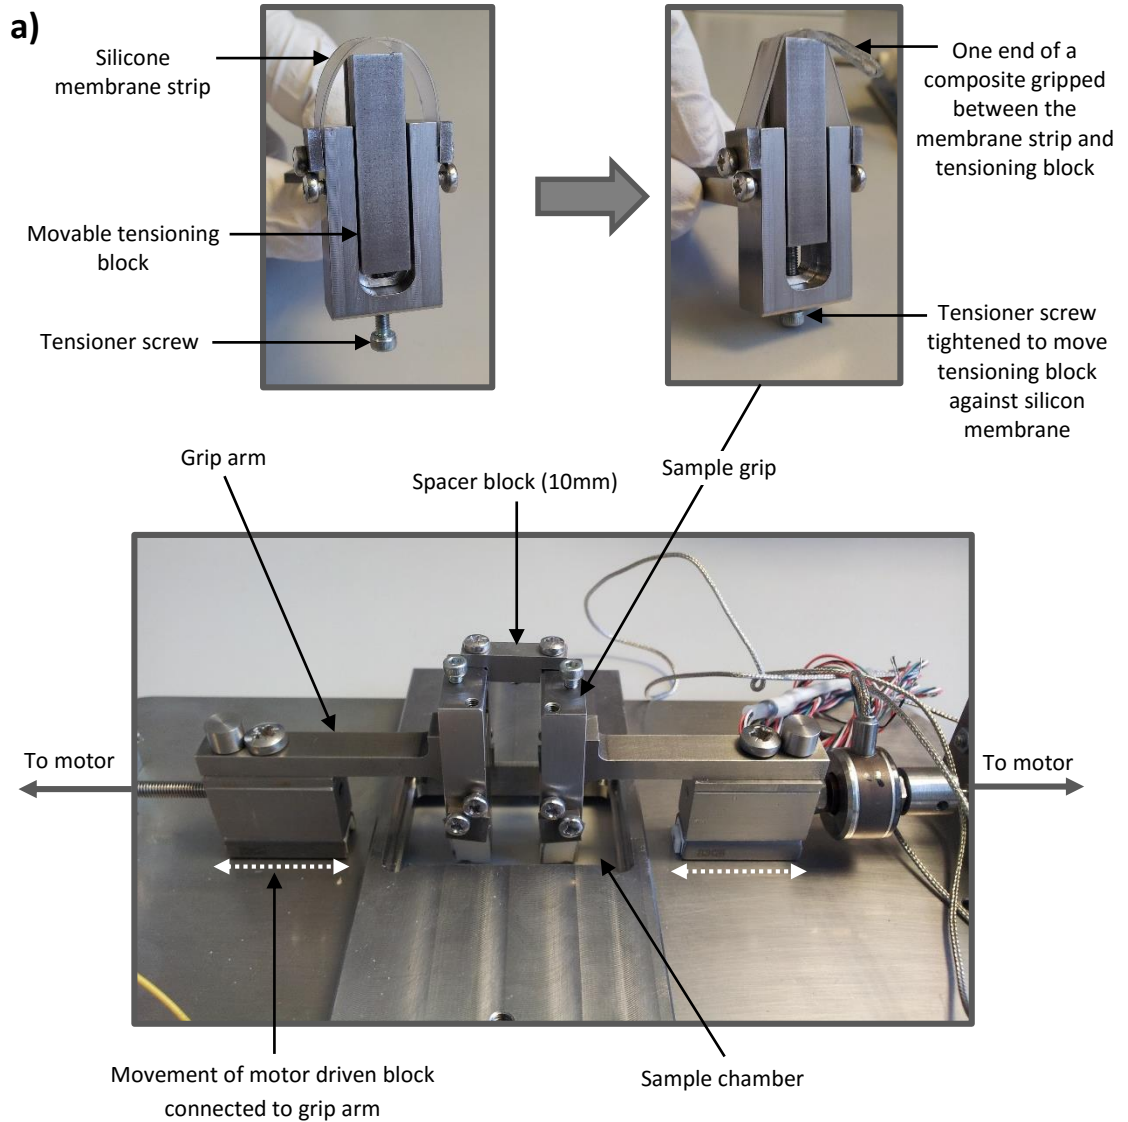 a)
Silicone
membrane strip
Movable tensioning
block
Tensioner screw
One end of a
composite gripped
between the
membrane strip and
tensioning block
Tensioner screw
tightened to move
tensioning block
against silicon
membrane
Grip arm
Spacer block (10mm)
Sample grip
To motor
To motor
Movement of motor driven block
connected to grip arm
Sample chamber